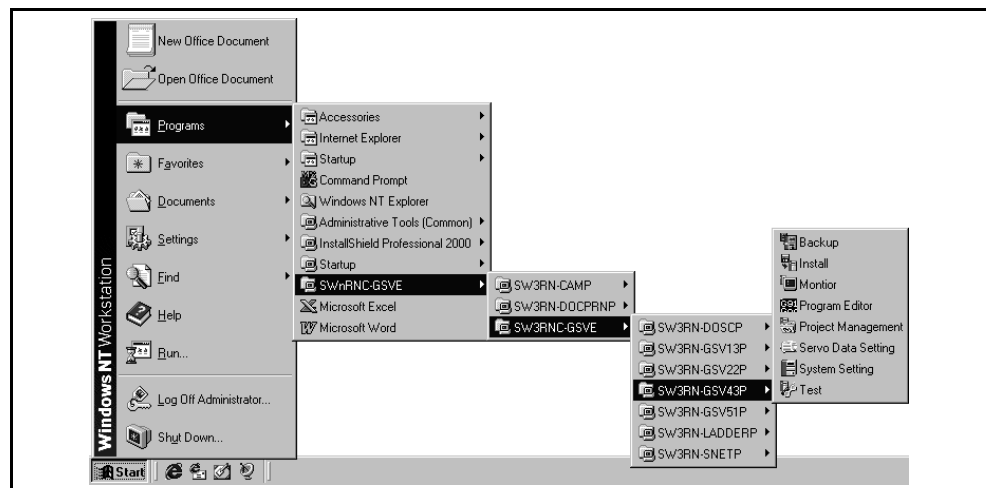 New Office Document
Open Office Document
Programs
Favorites
Documents
Settings
Find
Help
Run...
Log Off Administrator...
Shut Down...
Windows NT Workstation
Start
Accessories
Internet Explorer
Startup
Command Prompt
Windows NT Explorer
Administrative Tools (Common)
InstallShield Professional 2000
Startup
SWnRNC-GSVE
Microsoft Excel
Microsoft Word
SW3RN-CAMP
SW3RN-DOCPRNP
SW3RNC-GSVE
SW3RN-DOSCP
SW3RN-GSV13P
SW3RN-GSV22P
SW3RN-GSV43P
SW3RN-GSV51P
SW3RN-LADDERP
SW3RN-SNETP
Backup
Install
Montior
Program Editor
Project Management
Servo Data Setting
System Setting
Test